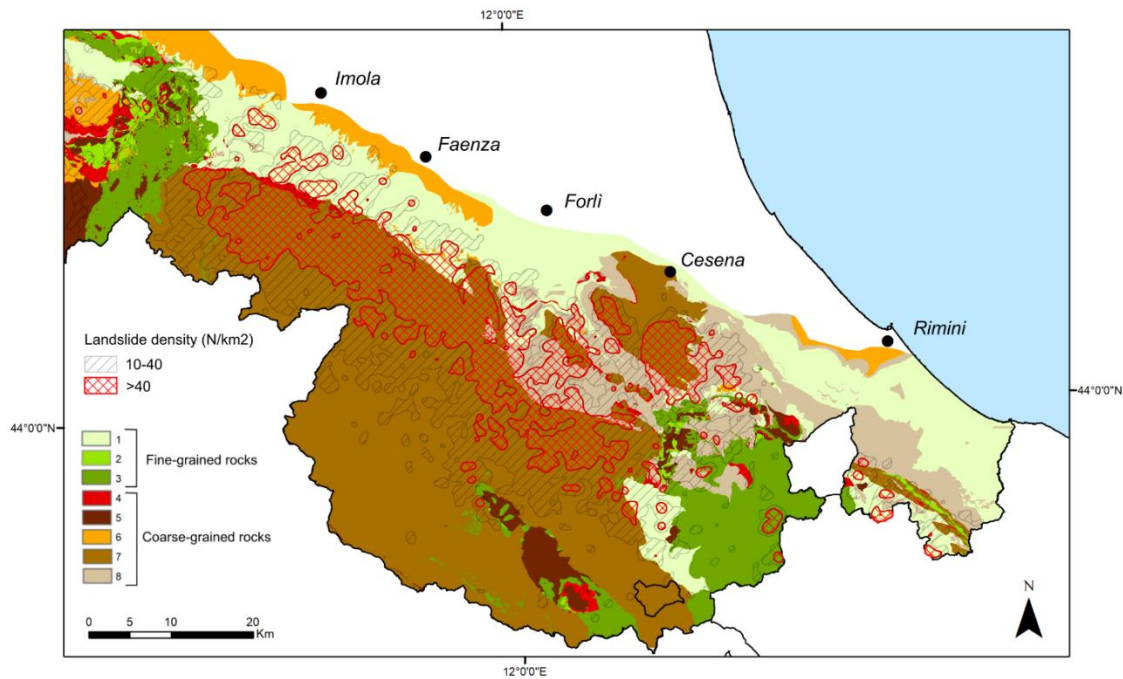 12°0'0"E
Imola
Faenza
Forlì
Cesena
Rimini
Landslide density (N/km2)
10-40
>40
44°0'0"N
44°0'0"N
1
2
3
Fine-grained rocks
4
5
6
7
8
Coarse-grained rocks
N
0 5 10 20
Km
12°0'0"E